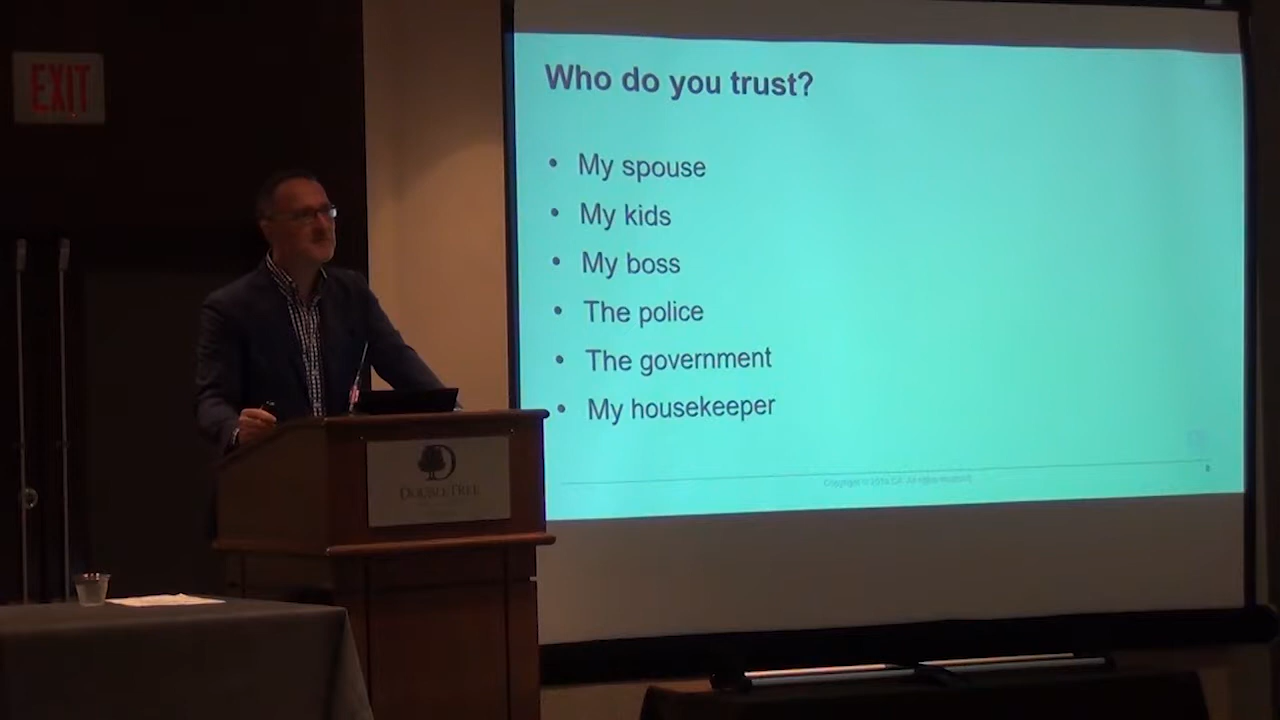 EXIT
Who do you trust?
• My spouse
• My kids
• My boss
• The police
• The government
• My housekeeper
DOUBLETREE